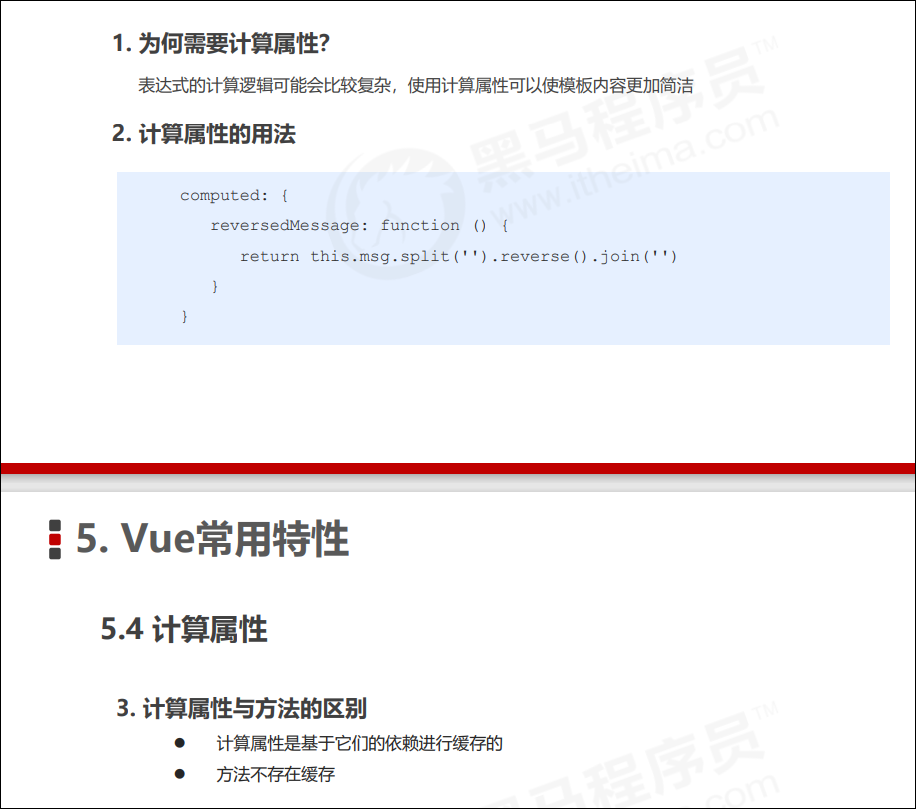 1. 为何需要计算属性?
表达式的计算逻辑可能会比较复杂，使用计算属性可以使模板内容更加简洁
2. 计算属性的用法
computed: {
reversedMessage: function () {
return this.msg.split('').reverse().join('')
}
}
黑马程序员™
www.itheima.com
5. Vue常用特性
5.4 计算属性
3. 计算属性与方法的区别
● 计算属性是基于它们的依赖进行缓存的
● 方法不存在缓存
黑马程序员™